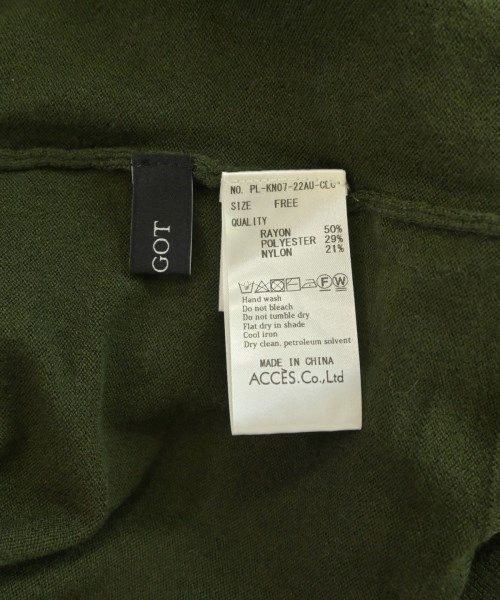 GOT
NO. PL-KN07-22AU-CL
SIZE FREE
QUALITY
RAYON 50%
POLYESTER 29%
NYLON 21%
F W
Hand wash
Do not bleach
Do not tumble dry
Flat dry in shade
Cool iron
Dry clean, petroleum solvent
MADE IN CHINA
ACCÈS.Co.,Ltd